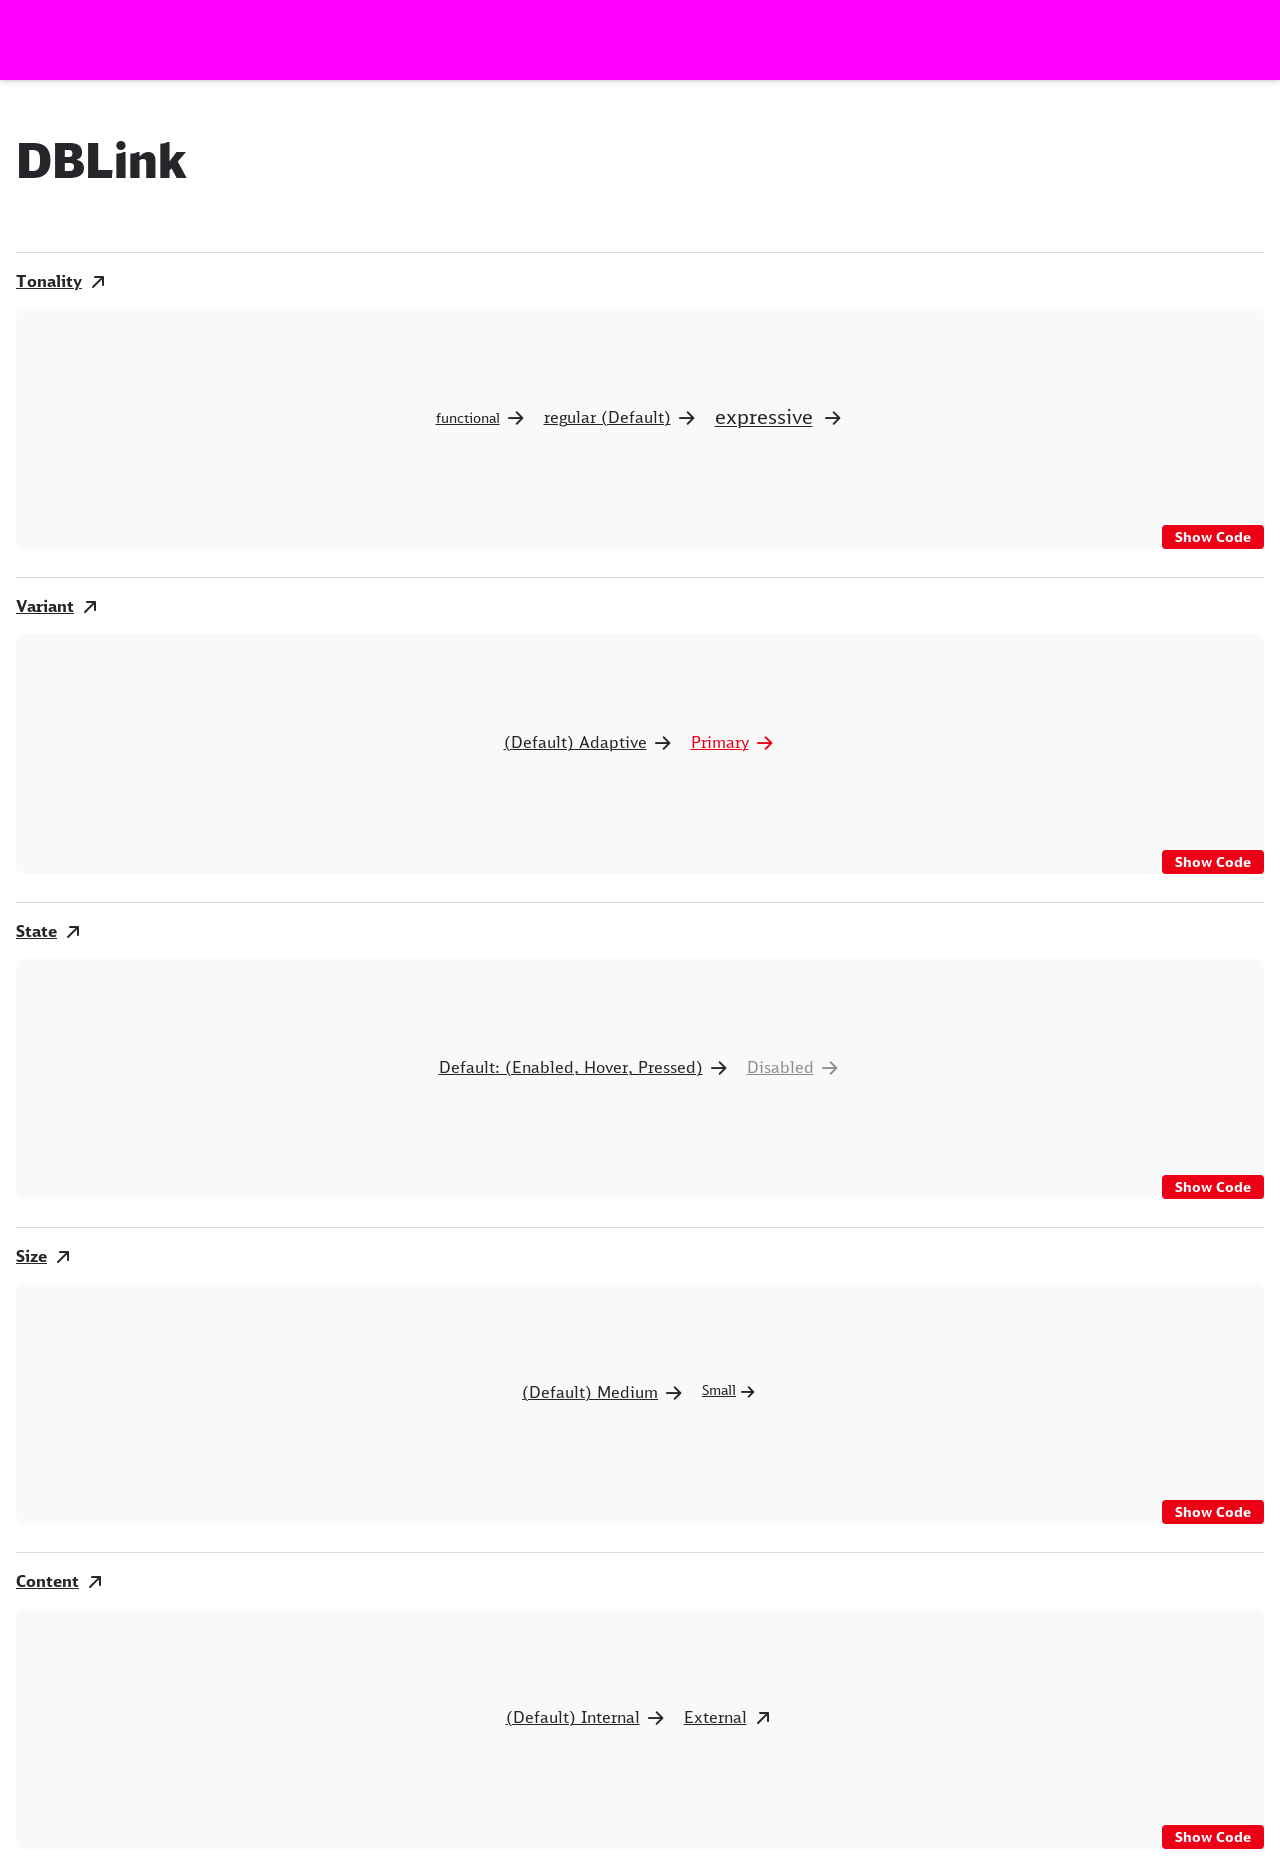 DBLink
Tonality
functional regular (Default) expressive
Show Code
Variant
(Default) Adaptive Primary
Show Code
State
Default: (Enabled, Hover, Pressed) Disabled
Show Code
Size
(Default) Medium Small
Show Code
Content
(Default) Internal External
Show Code